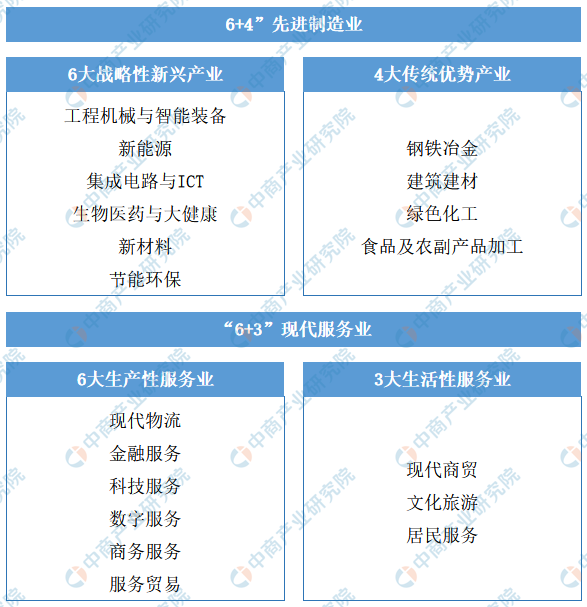 6+4”先进制造业
6大战略性新兴产业
工程机械与智能装备
新能源
集成电路与ICT
生物医药与大健康
新材料
节能环保
4大传统优势产业
钢铁冶金
建筑建材
绿色化工
食品及农副产品加工
“6+3”现代服务业
6大生产性服务业
现代物流
金融服务
科技服务
数字服务
商务服务
服务贸易
3大生活性服务业
现代商贸
文化旅游
居民服务
中商产业研究院